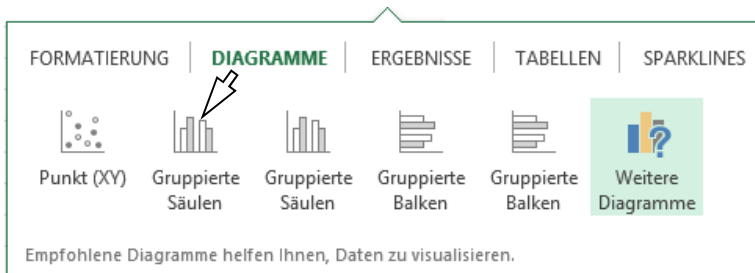 FORMATIERUNG DIAGRAMME ERGEBNISSE TABELLEN SPARKLINES
Punkt (XY) Gruppierte Gruppierte Gruppierte Gruppierte Weitere
Säulen Säulen Balken Balken Diagramme
Empfohlene Diagramme helfen Ihnen, Daten zu visualisieren.